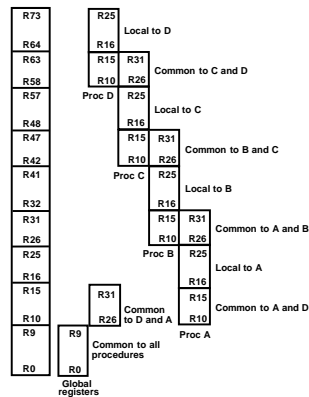 R73 R25
Local to D
R64 R16
R63 R15 R31
Common to C and D
R58 R10 R26
R57 Proc D R25
Local to C
R48 R16
R47 R15 R31
Common to B and C
R42 R10 R26
R41 Proc C R25
Local to B
R32 R16
R31 R15 R31
Common to A and B
R26 R10 R26
R25 Proc B R25
Local to A
R16 R16
R15 R31 R15
Common to D and A
Common to A and D
R10 R26 R10
R9 R9 Proc A
Common to all procedures
R0 R0
Global registers